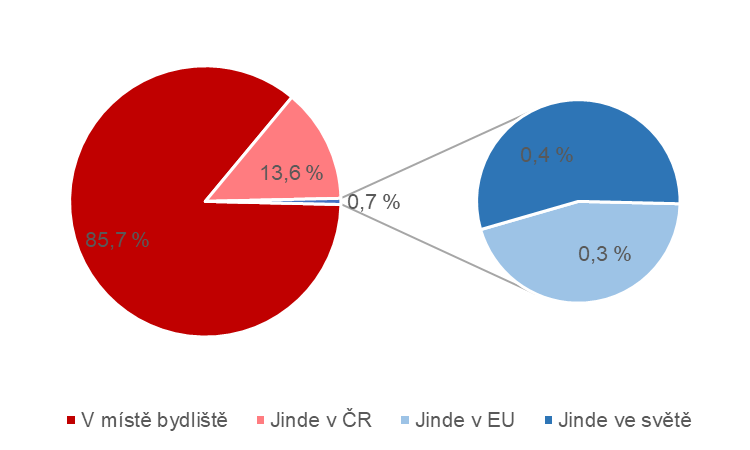 0,4 %
13,6 %
0,7 %
85,7 %
0,3 %
V místě bydliště
Jinde v ČR
Jinde v EU
Jinde ve světě